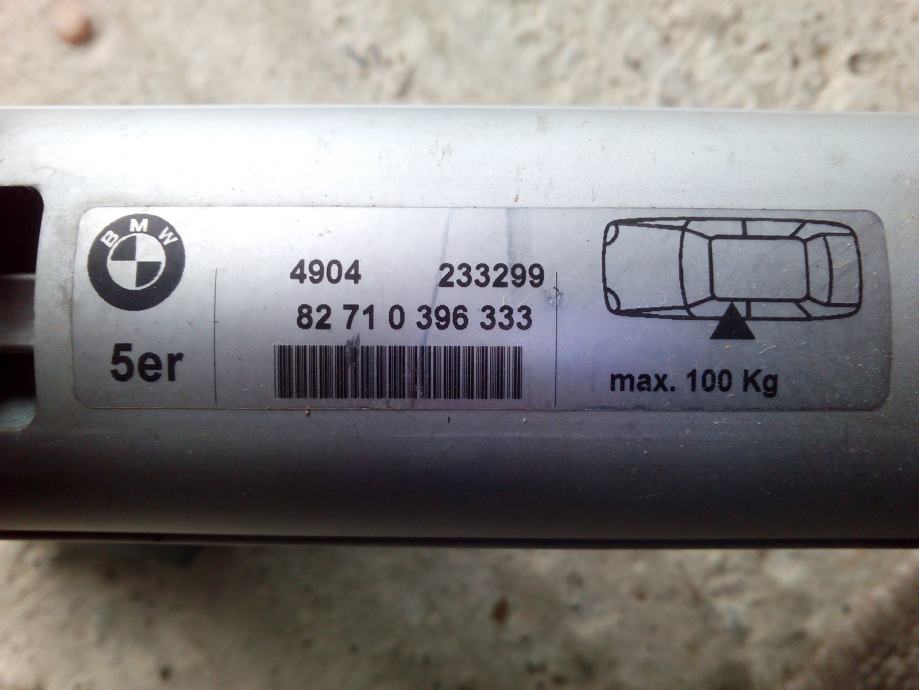 BMW
5er
4904 233299
82 71 0 396 333
max. 100 Kg